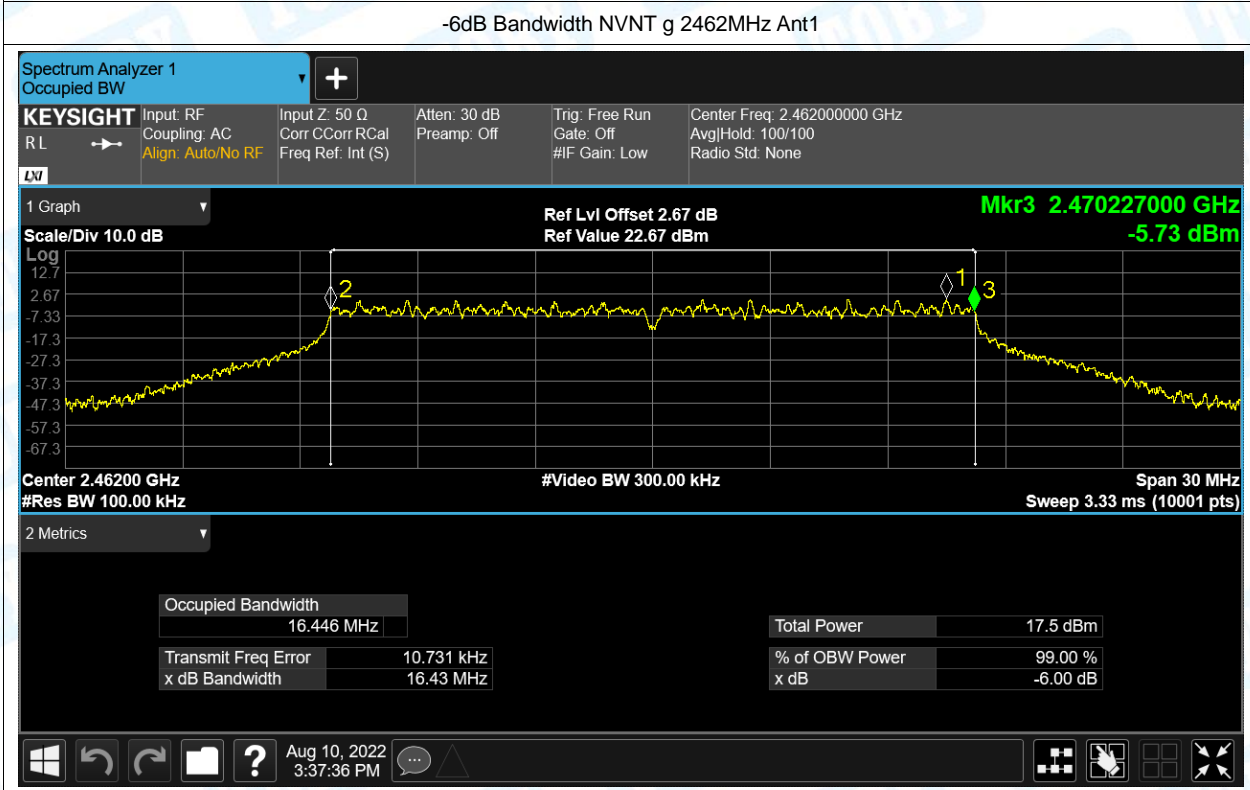 -6dB Bandwidth NVNT g 2462MHz Ant1
Spectrum Analyzer 1
Occupied BW
KEYSIGHT
RL
LXI
Input: RF
Coupling: AC
Align: Auto/No RF
Input Z: 50 Ω
Corr CCorr RCal
Freq Ref: Int (S)
Atten: 30 dB
Preamp: Off
Trig: Free Run
Gate: Off
#IF Gain: Low
Center Freq: 2.462000000 GHz
Avg|Hold: 100/100
Radio Std: None
1 Graph
Scale/Div 10.0 dB
Ref Lvl Offset 2.67 dB
Ref Value 22.67 dBm
Mkr3 2.470227000 GHz
-5.73 dBm
Log
12.7
2.67
-7.33
-17.3
-27.3
-37.3
-47.3
-57.3
-67.3
2
1
3
Center 2.46200 GHz
#Res BW 100.00 kHz
#Video BW 300.00 kHz
Span 30 MHz
Sweep 3.33 ms (10001 pts)
2 Metrics
Occupied Bandwidth
16.446 MHz
Transmit Freq Error 10.731 kHz
x dB Bandwidth 16.43 MHz
Total Power 17.5 dBm
% of OBW Power 99.00 %
x dB -6.00 dB
Aug 10, 2022
3:37:36 PM